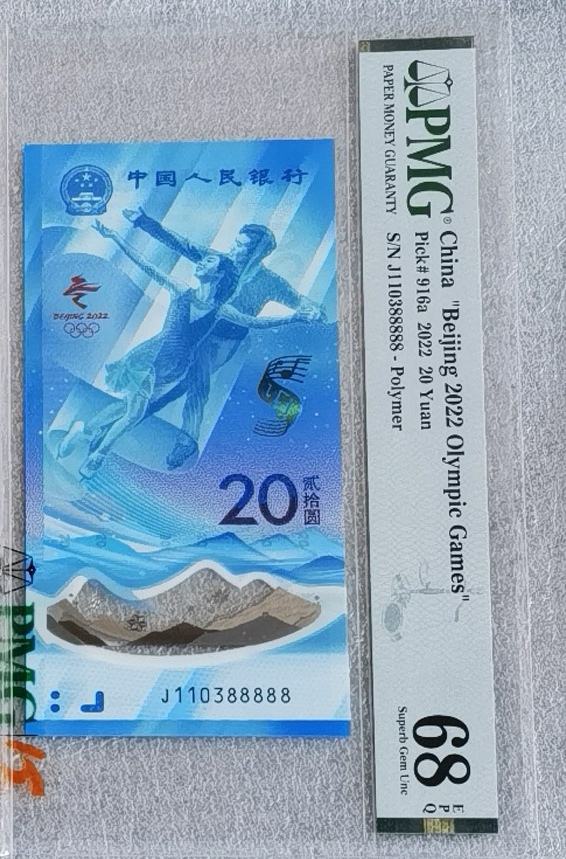 中国人民银行
BEIJING 2022
20
贰拾圆
J110388888
PMG®
PAPER MONEY GUARANTY
China "Beijing 2022 Olympic Games"
Pick# 916a 2022 20 Yuan
S/N J110388888 - Polymer
68
EPQ
Superb Gem Unc
PMG